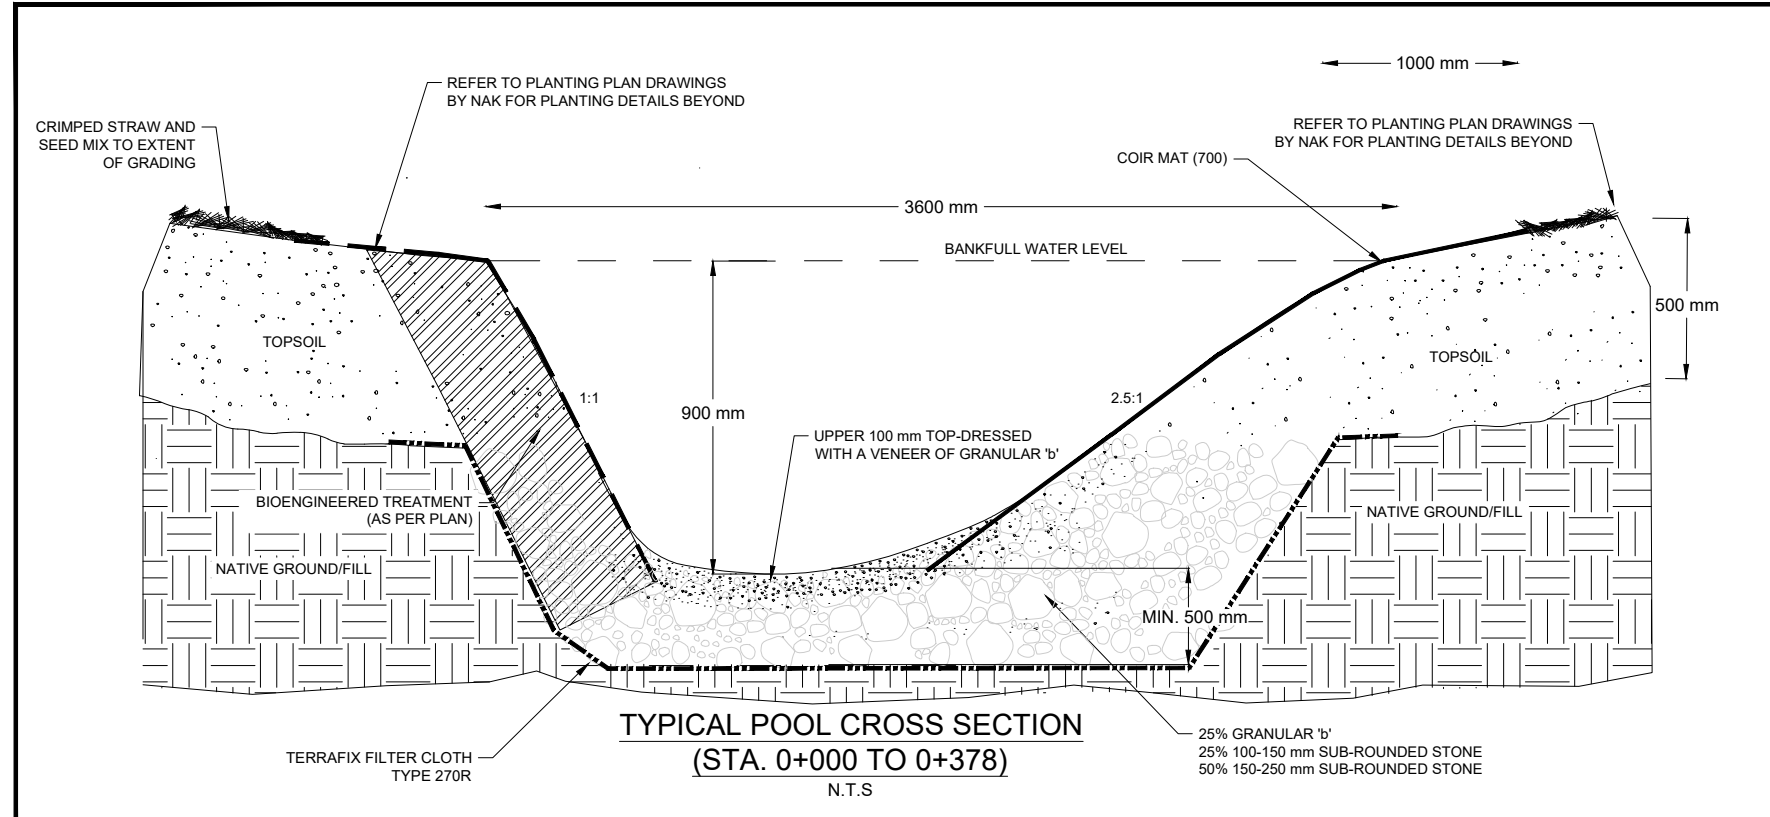 1000 mm
REFER TO PLANTING PLAN DRAWINGS
BY NAK FOR PLANTING DETAILS BEYOND
CRIMPED STRAW AND
SEED MIX TO EXTENT
OF GRADING
REFER TO PLANTING PLAN DRAWINGS
BY NAK FOR PLANTING DETAILS BEYOND
COIR MAT (700)
3600 mm
BANKFULL WATER LEVEL
500 mm
TOPSOIL
TOPSOIL
1:1
2.5:1
900 mm
UPPER 100 mm TOP-DRESSED
WITH A VENEER OF GRANULAR 'b'
BIOENGINEERED TREATMENT
(AS PER PLAN)
NATIVE GROUND/FILL
NATIVE GROUND/FILL
MIN. 500 mm
TYPICAL POOL CROSS SECTION
(STA. 0+000 TO 0+378)
N.T.S
TERRAFIX FILTER CLOTH
TYPE 270R
25% GRANULAR 'b'
25% 100-150 mm SUB-ROUNDED STONE
50% 150-250 mm SUB-ROUNDED STONE